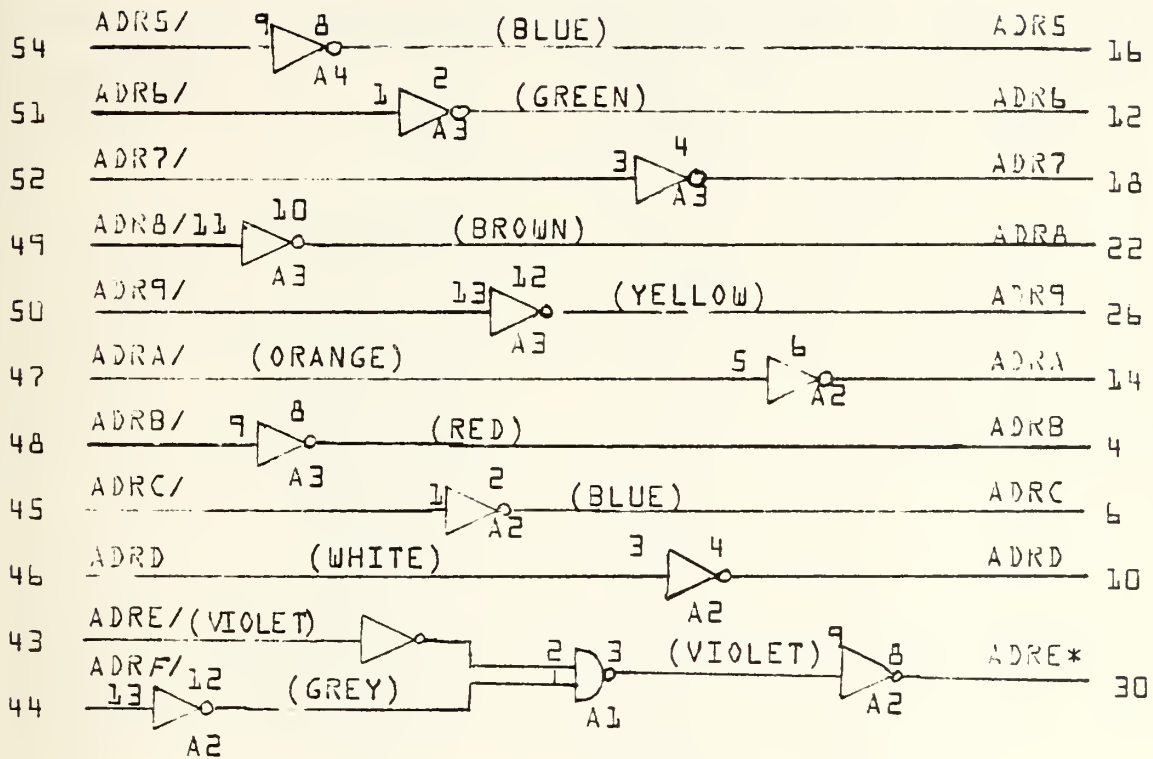 54 ADR5/ 9 8 A4 (BLUE) ADR5 16
51 ADR6/ 1 2 A3 (GREEN) ADR6 12
52 ADR7/ 3 4 A3 ADR7 18
49 ADR8/ 11 10 A3 (BROWN) ADR8 22
50 ADR9/ 13 12 A3 (YELLOW) ADR9 26
47 ADRA/ (ORANGE) 5 6 A2 ADRA 14
48 ADRB/ 9 8 A3 (RED) ADRB 4
45 ADRC/ 1 2 A2 (BLUE) ADRC 6
46 ADRD (WHITE) 3 4 A2 ADRD 10
43 ADRE/ (VIOLET) 2 1 3 A1 (VIOLET) 9 8 A2 ADRE* 30
44 ADRF/ 13 12 A2 (GREY)